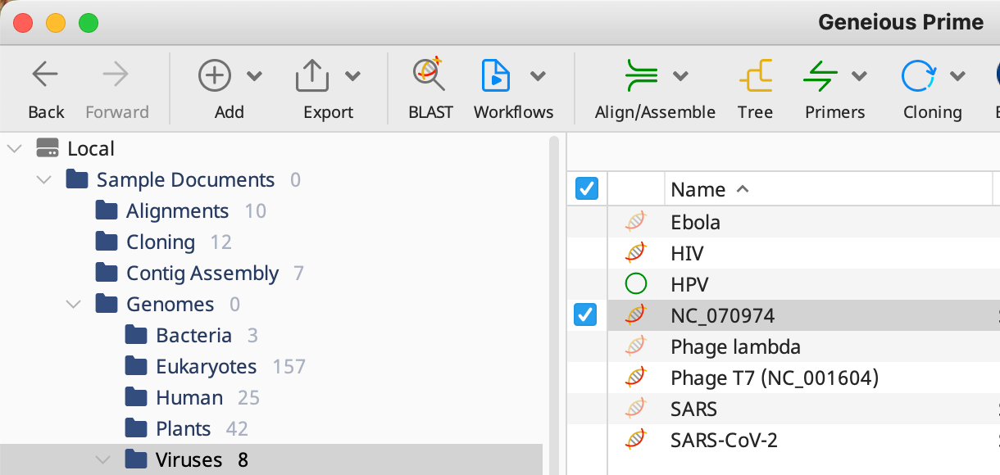 Geneious Prime
Back Forward Add Export BLAST Workflows Align/Assemble Tree Primers Cloning
Local
Sample Documents 0
Alignments 10
Cloning 12
Contig Assembly 7
Genomes 0
Bacteria 3
Eukaryotes 157
Human 25
Plants 42
Viruses 8
Name
Ebola
HIV
HPV
NC_070974
Phage lambda
Phage T7 (NC_001604)
SARS
SARS-CoV-2